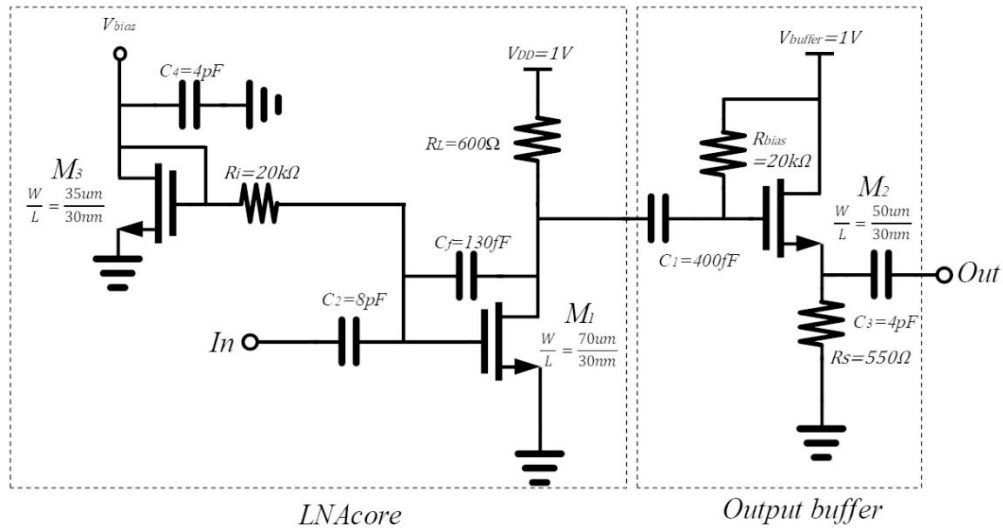 Vbias
C4=4pF
M3
W/L = 35um/30nm
Ri=20kΩ
VDD=1V
RL=600Ω
Cf=130fF
C2=8pF
In
M1
W/L = 70um/30nm
LNAcore
Vbuffer=1V
Rbias
=20kΩ
M2
W/L = 50um/30nm
C1=400fF
Out
C3=4pF
Rs=550Ω
Output buffer